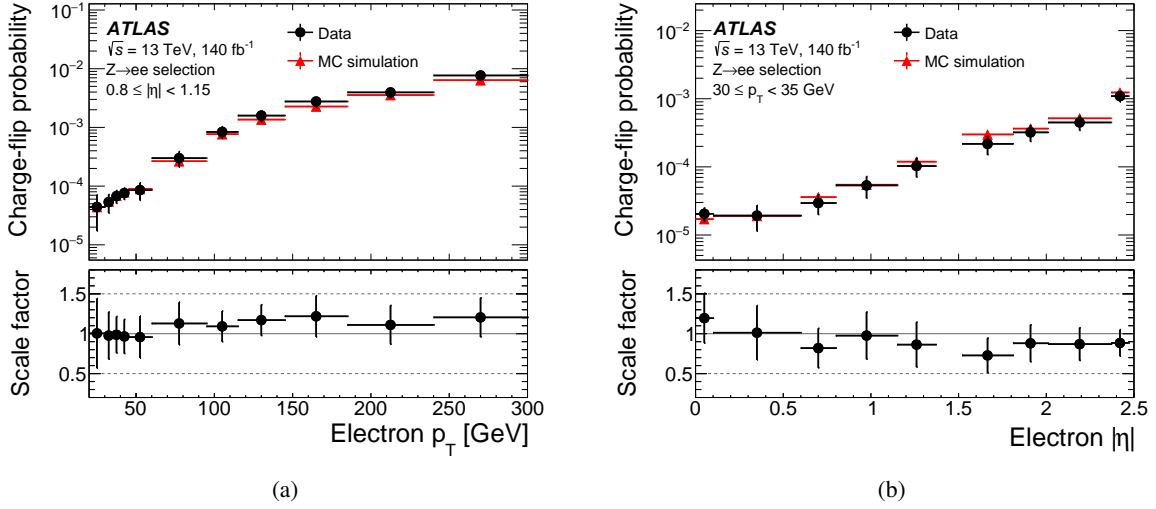 ATLAS
√s = 13 TeV, 140 fb⁻¹
Z→ee selection
0.8 ≤ |η| < 1.15
Data
MC simulation
Charge-flip probability
10⁻¹
10⁻²
10⁻³
10⁻⁴
10⁻⁵
Scale factor
1.5
1
0.5
50 100 150 200 250 300
Electron p_T [GeV]
(a)
ATLAS
√s = 13 TeV, 140 fb⁻¹
Z→ee selection
30 ≤ p_T < 35 GeV
Data
MC simulation
Charge-flip probability
10⁻²
10⁻³
10⁻⁴
10⁻⁵
Scale factor
1.5
1
0.5
0 0.5 1 1.5 2 2.5
Electron |η|
(b)